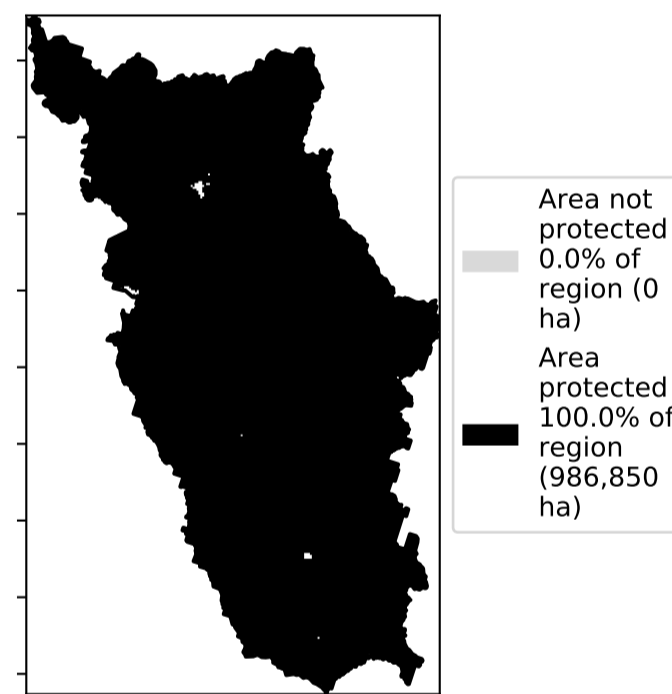 Area not
protected
0.0% of
region (0
ha)
Area
protected
100.0% of
region
(986,850
ha)